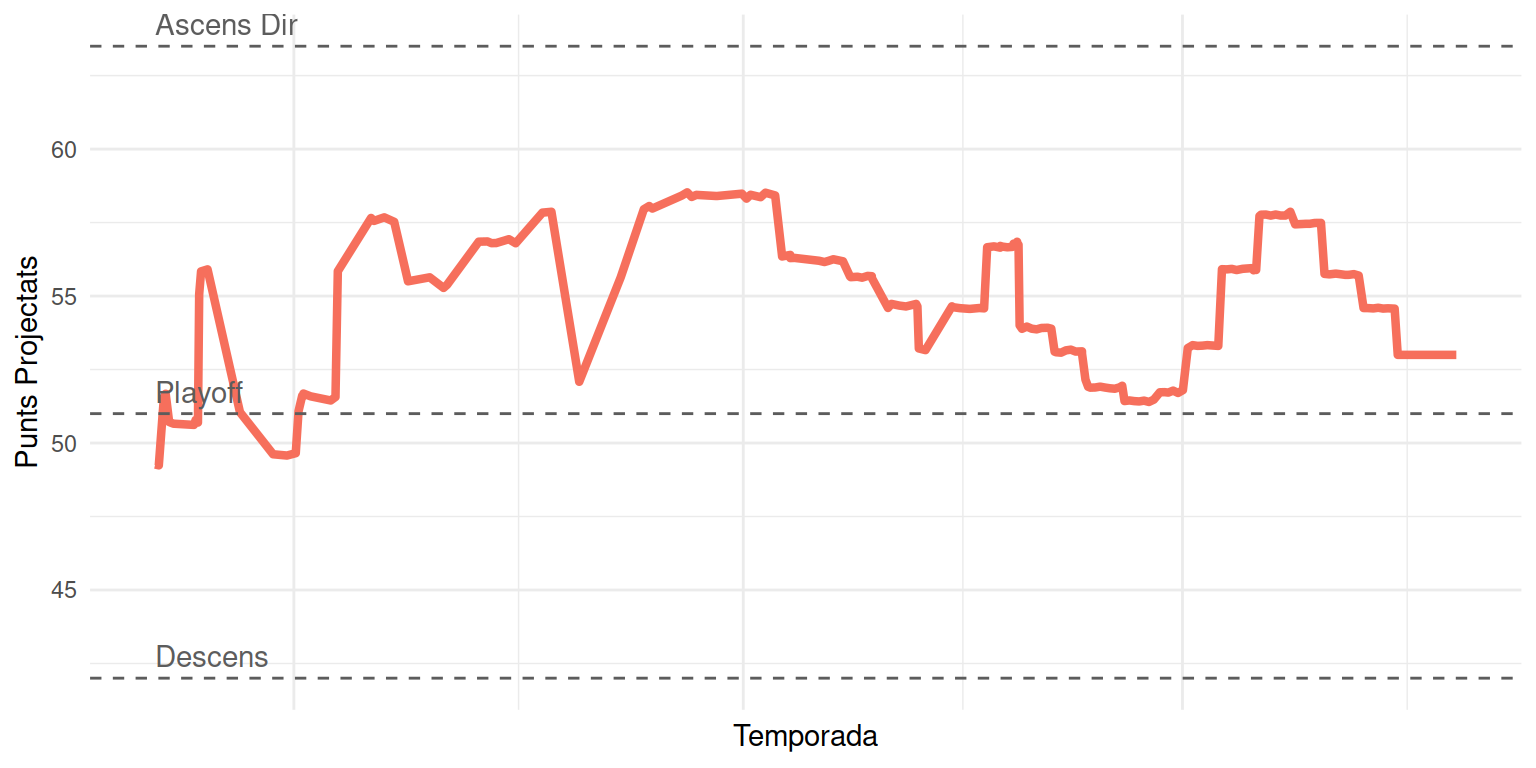 Ascens Dir
60
55
Playoff
50
45
Descens
Punts Projectats
Temporada